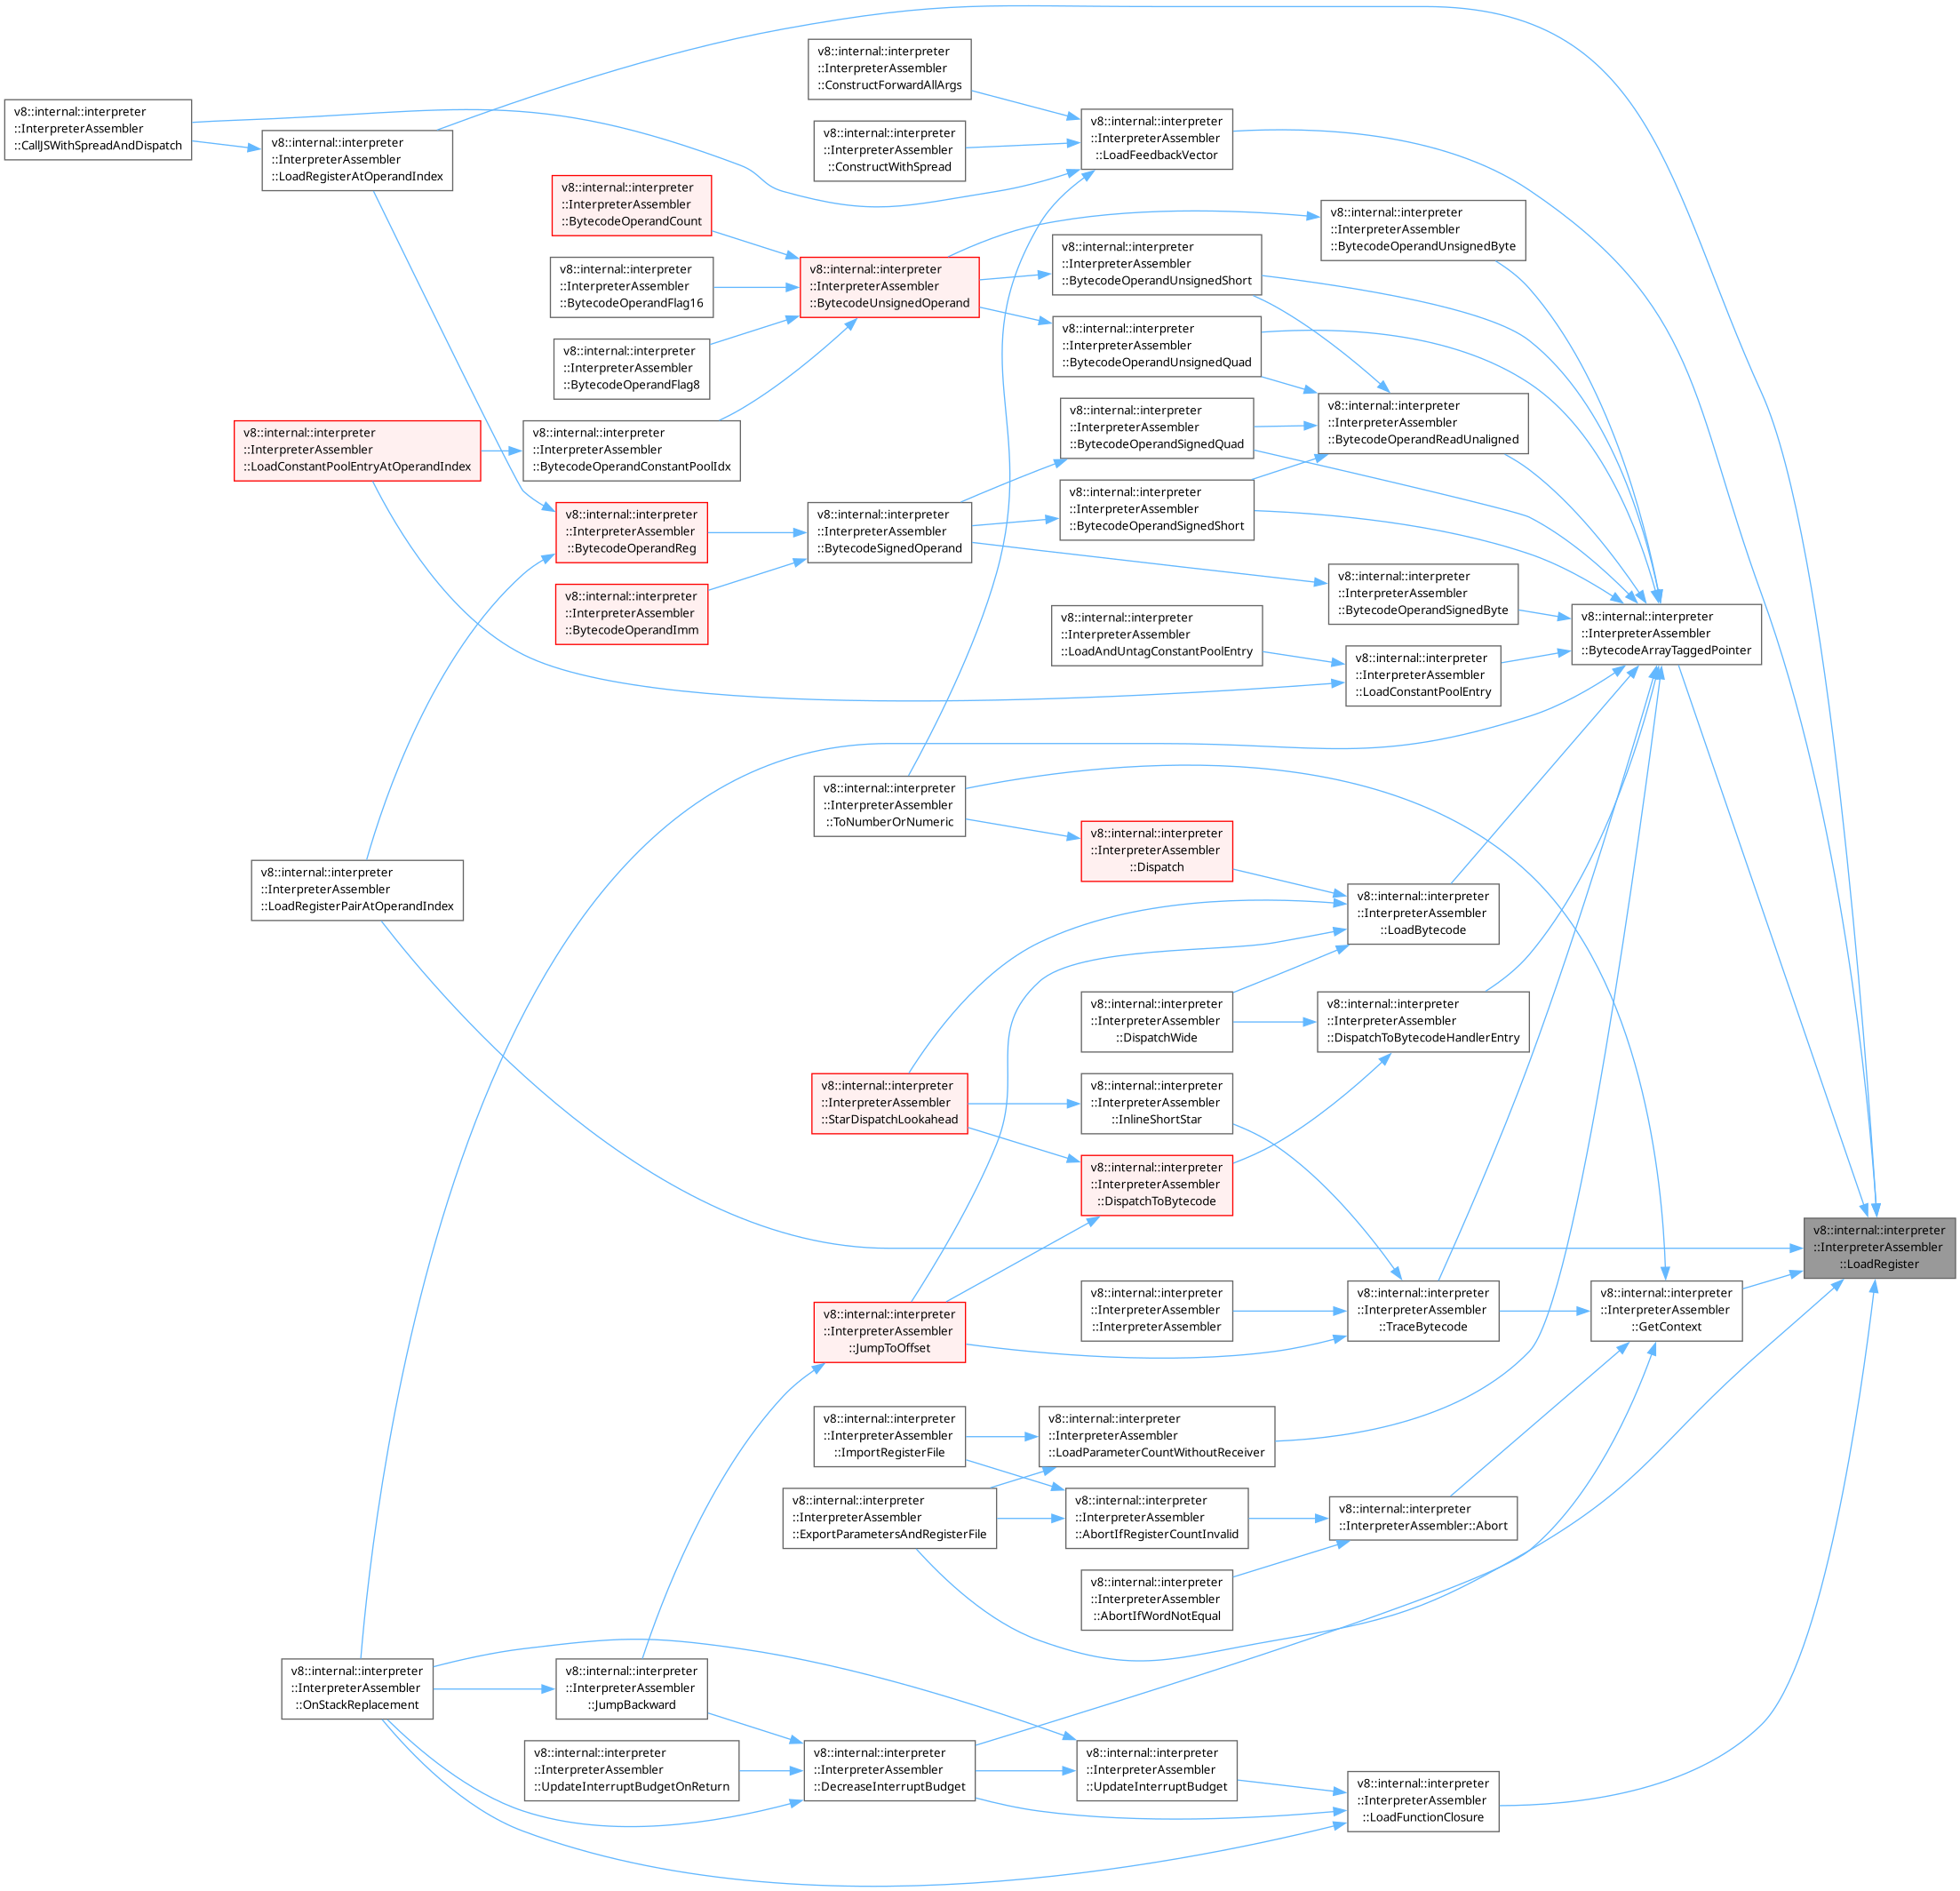 v8::internal::interpreter
::InterpreterAssembler
::ConstructForwardAllArgs
v8::internal::interpreter
::InterpreterAssembler
::CallJSWithSpreadAndDispatch
v8::internal::interpreter
::InterpreterAssembler
::LoadRegisterAtOperandIndex
v8::internal::interpreter
::InterpreterAssembler
::ConstructWithSpread
v8::internal::interpreter
::InterpreterAssembler
::LoadFeedbackVector
v8::internal::interpreter
::InterpreterAssembler
::BytecodeOperandCount
v8::internal::interpreter
::InterpreterAssembler
::BytecodeOperandUnsignedByte
v8::internal::interpreter
::InterpreterAssembler
::BytecodeOperandFlag16
v8::internal::interpreter
::InterpreterAssembler
::BytecodeUnsignedOperand
v8::internal::interpreter
::InterpreterAssembler
::BytecodeOperandUnsignedShort
v8::internal::interpreter
::InterpreterAssembler
::BytecodeOperandFlag8
v8::internal::interpreter
::InterpreterAssembler
::BytecodeOperandUnsignedQuad
v8::internal::interpreter
::InterpreterAssembler
::LoadConstantPoolEntryAtOperandIndex
v8::internal::interpreter
::InterpreterAssembler
::BytecodeOperandConstantPoolIdx
v8::internal::interpreter
::InterpreterAssembler
::BytecodeOperandSignedQuad
v8::internal::interpreter
::InterpreterAssembler
::BytecodeOperandReadUnaligned
v8::internal::interpreter
::InterpreterAssembler
::BytecodeOperandReg
v8::internal::interpreter
::InterpreterAssembler
::BytecodeSignedOperand
v8::internal::interpreter
::InterpreterAssembler
::BytecodeOperandSignedShort
v8::internal::interpreter
::InterpreterAssembler
::BytecodeOperandImm
v8::internal::interpreter
::InterpreterAssembler
::BytecodeOperandSignedByte
v8::internal::interpreter
::InterpreterAssembler
::LoadAndUntagConstantPoolEntry
v8::internal::interpreter
::InterpreterAssembler
::LoadConstantPoolEntry
v8::internal::interpreter
::InterpreterAssembler
::BytecodeArrayTaggedPointer
v8::internal::interpreter
::InterpreterAssembler
::ToNumberOrNumeric
v8::internal::interpreter
::InterpreterAssembler
::Dispatch
v8::internal::interpreter
::InterpreterAssembler
::LoadRegisterPairAtOperandIndex
v8::internal::interpreter
::InterpreterAssembler
::LoadBytecode
v8::internal::interpreter
::InterpreterAssembler
::DispatchWide
v8::internal::interpreter
::InterpreterAssembler
::DispatchToBytecodeHandlerEntry
v8::internal::interpreter
::InterpreterAssembler
::StarDispatchLookahead
v8::internal::interpreter
::InterpreterAssembler
::InlineShortStar
v8::internal::interpreter
::InterpreterAssembler
::DispatchToBytecode
v8::internal::interpreter
::InterpreterAssembler
::LoadRegister
v8::internal::interpreter
::InterpreterAssembler
::JumpToOffset
v8::internal::interpreter
::InterpreterAssembler
::InterpreterAssembler
v8::internal::interpreter
::InterpreterAssembler
::TraceBytecode
v8::internal::interpreter
::InterpreterAssembler
::GetContext
v8::internal::interpreter
::InterpreterAssembler
::ImportRegisterFile
v8::internal::interpreter
::InterpreterAssembler
::LoadParameterCountWithoutReceiver
v8::internal::interpreter
::InterpreterAssembler
::ExportParametersAndRegisterFile
v8::internal::interpreter
::InterpreterAssembler
::AbortIfRegisterCountInvalid
v8::internal::interpreter
::InterpreterAssembler::Abort
v8::internal::interpreter
::InterpreterAssembler
::AbortIfWordNotEqual
v8::internal::interpreter
::InterpreterAssembler
::OnStackReplacement
v8::internal::interpreter
::InterpreterAssembler
::JumpBackward
v8::internal::interpreter
::InterpreterAssembler
::UpdateInterruptBudgetOnReturn
v8::internal::interpreter
::InterpreterAssembler
::DecreaseInterruptBudget
v8::internal::interpreter
::InterpreterAssembler
::UpdateInterruptBudget
v8::internal::interpreter
::InterpreterAssembler
::LoadFunctionClosure